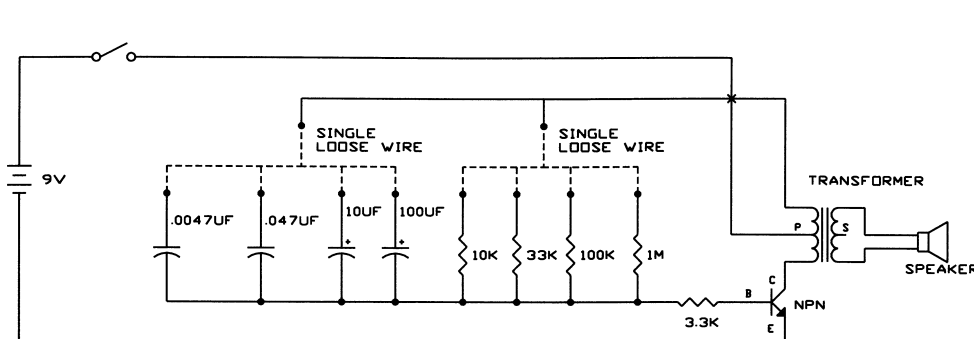 SINGLE
LOOSE WIRE
SINGLE
LOOSE WIRE
9V
TRANSFORMER
.0047UF
.047UF
10UF
100UF
+
+
10K
33K
100K
1M
P
S
SPEAKER
C
B
NPN
3.3K
E